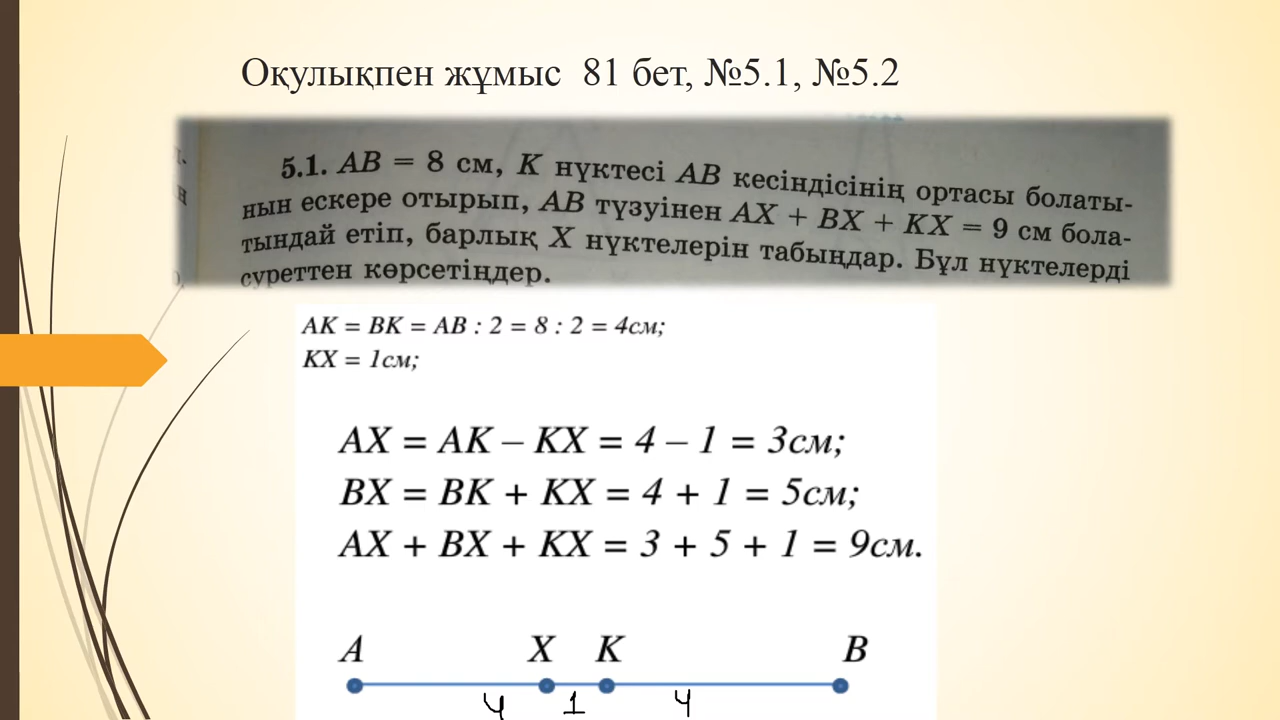 Оқулықпен жұмыс 81 бет, №5.1, №5.2
5.1. AB = 8 см, K нүктесі AB кесіндісінің ортасы болаты-
нын ескере отырып, AB түзуінен AX + BX + KX = 9 см бола-
тындай етіп, барлық X нүктелерін табыңдар. Бұл нүктелерді
суреттен көрсетіңдер.
AK = BK = AB : 2 = 8 : 2 = 4см;
KX = 1см;
AX = AK – KX = 4 – 1 = 3см;
BX = BK + KX = 4 + 1 = 5см;
AX + BX + KX = 3 + 5 + 1 = 9см.
A X K B
4 1 4